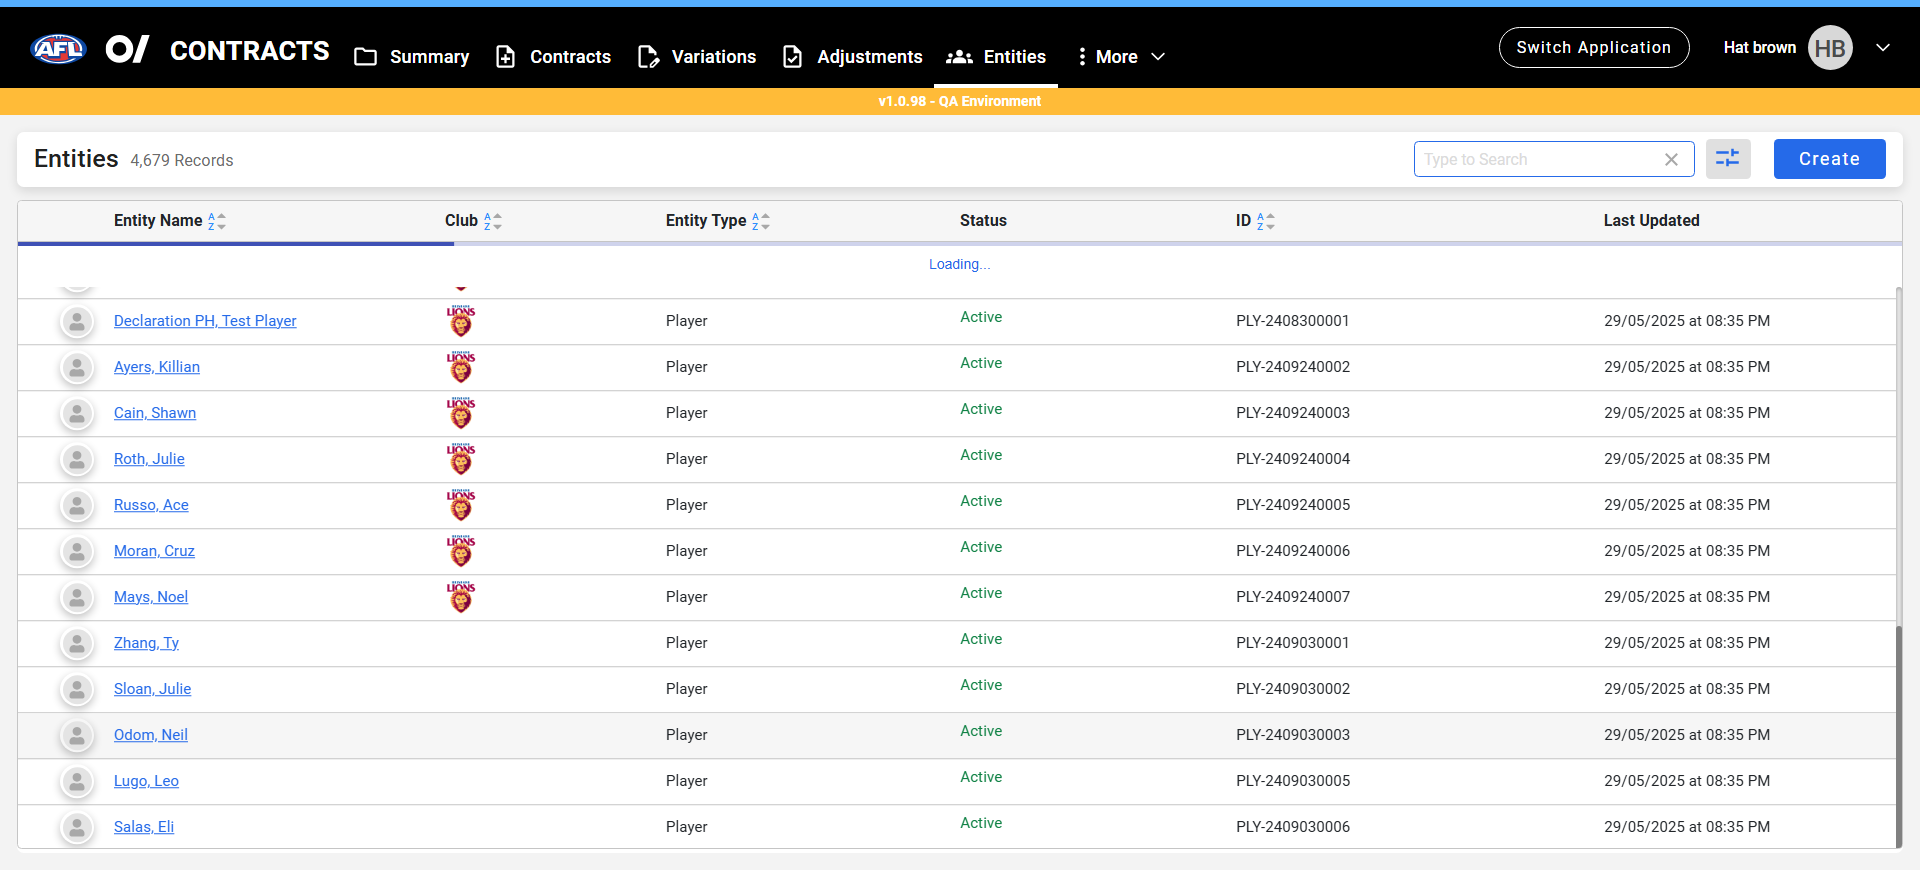 AFL CONTRACTS Summary Contracts Variations Adjustments Entities More Switch Application Hat brown HB
v1.0.98 - QA Environment
Entities 4,679 Records Type to Search Create
Entity Name AZ Club AZ Entity Type AZ Status ID AZ Last Updated
Loading...
Declaration PH, Test Player LIONS Player Active PLY-2408300001 29/05/2025 at 08:35 PM
Ayers, Killian LIONS Player Active PLY-2409240002 29/05/2025 at 08:35 PM
Cain, Shawn LIONS Player Active PLY-2409240003 29/05/2025 at 08:35 PM
Roth, Julie LIONS Player Active PLY-2409240004 29/05/2025 at 08:35 PM
Russo, Ace LIONS Player Active PLY-2409240005 29/05/2025 at 08:35 PM
Moran, Cruz LIONS Player Active PLY-2409240006 29/05/2025 at 08:35 PM
Mays, Noel LIONS Player Active PLY-2409240007 29/05/2025 at 08:35 PM
Zhang, Ty Player Active PLY-2409030001 29/05/2025 at 08:35 PM
Sloan, Julie Player Active PLY-2409030002 29/05/2025 at 08:35 PM
Odom, Neil Player Active PLY-2409030003 29/05/2025 at 08:35 PM
Lugo, Leo Player Active PLY-2409030005 29/05/2025 at 08:35 PM
Salas, Eli Player Active PLY-2409030006 29/05/2025 at 08:35 PM